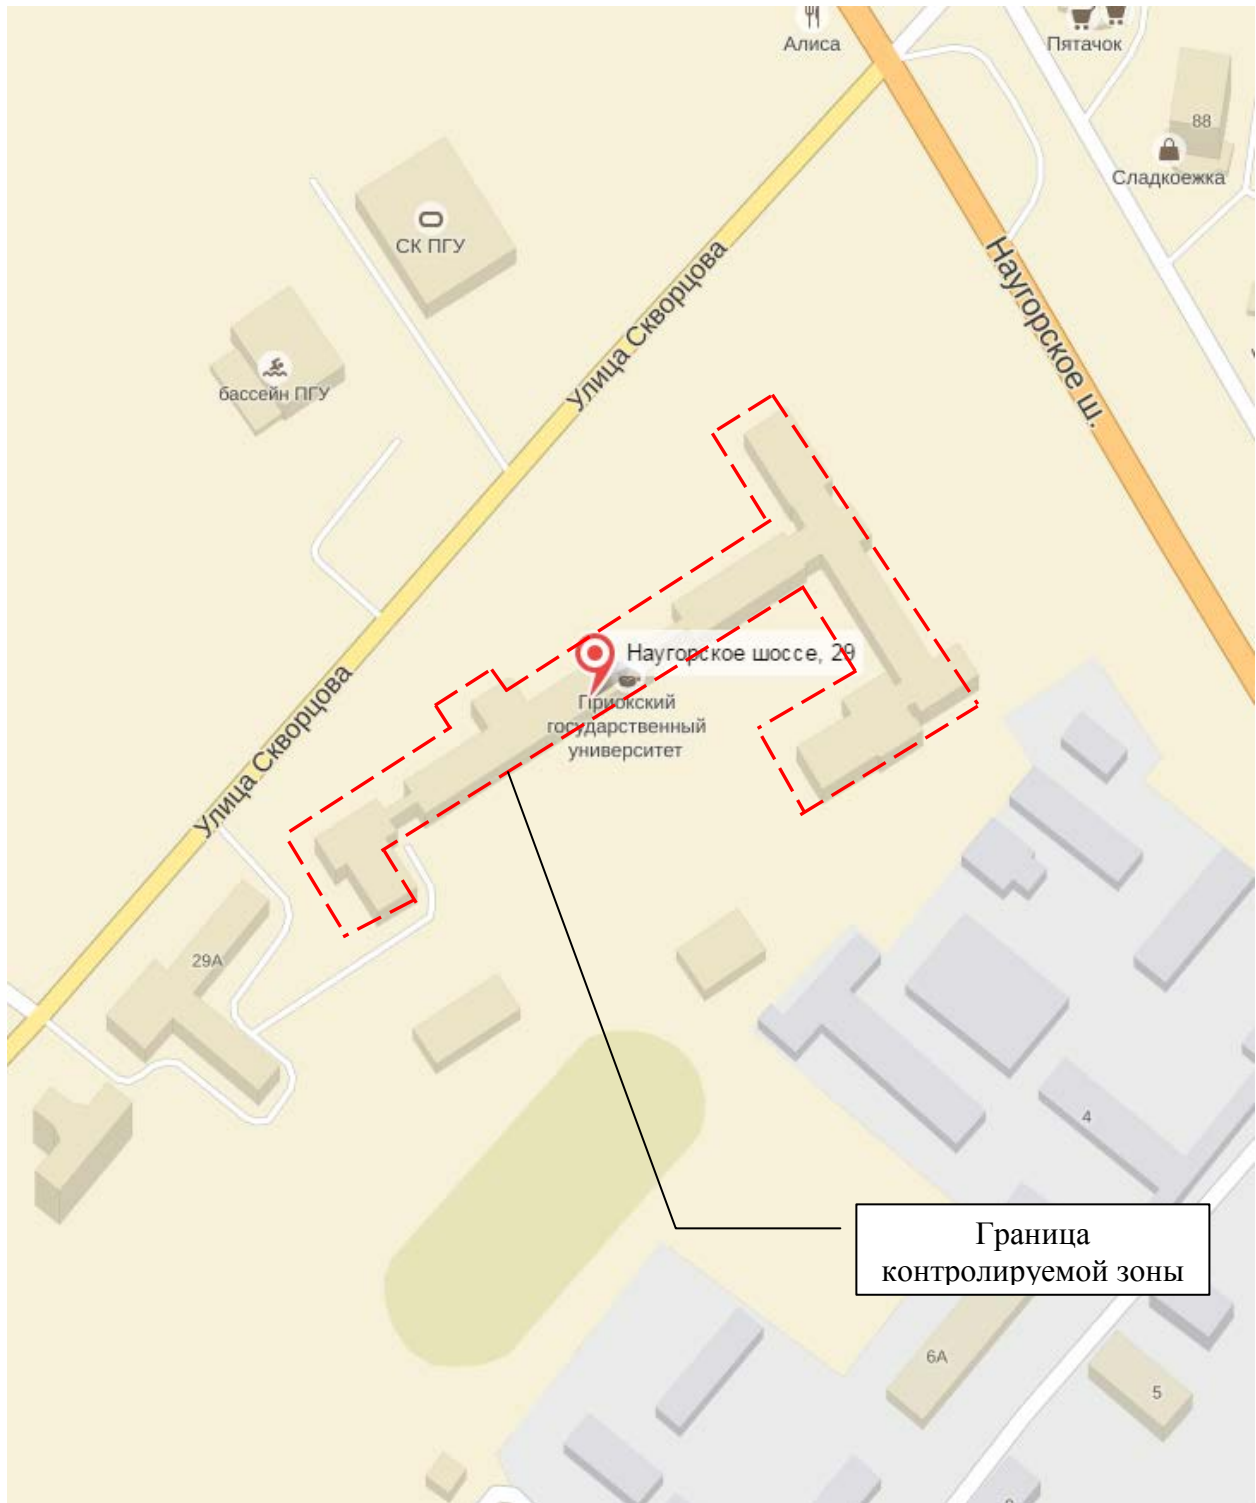 Алиса
Пятачок
88
Сладкоежка
СК ПГУ
Наугорское ш.
Улица Скворцова
бассейн ПГУ
Наугорское шоссе, 29
Приокский
государственный
университет
Улица Скворцова
29А
4
Граница
контролируемой зоны
6А
5